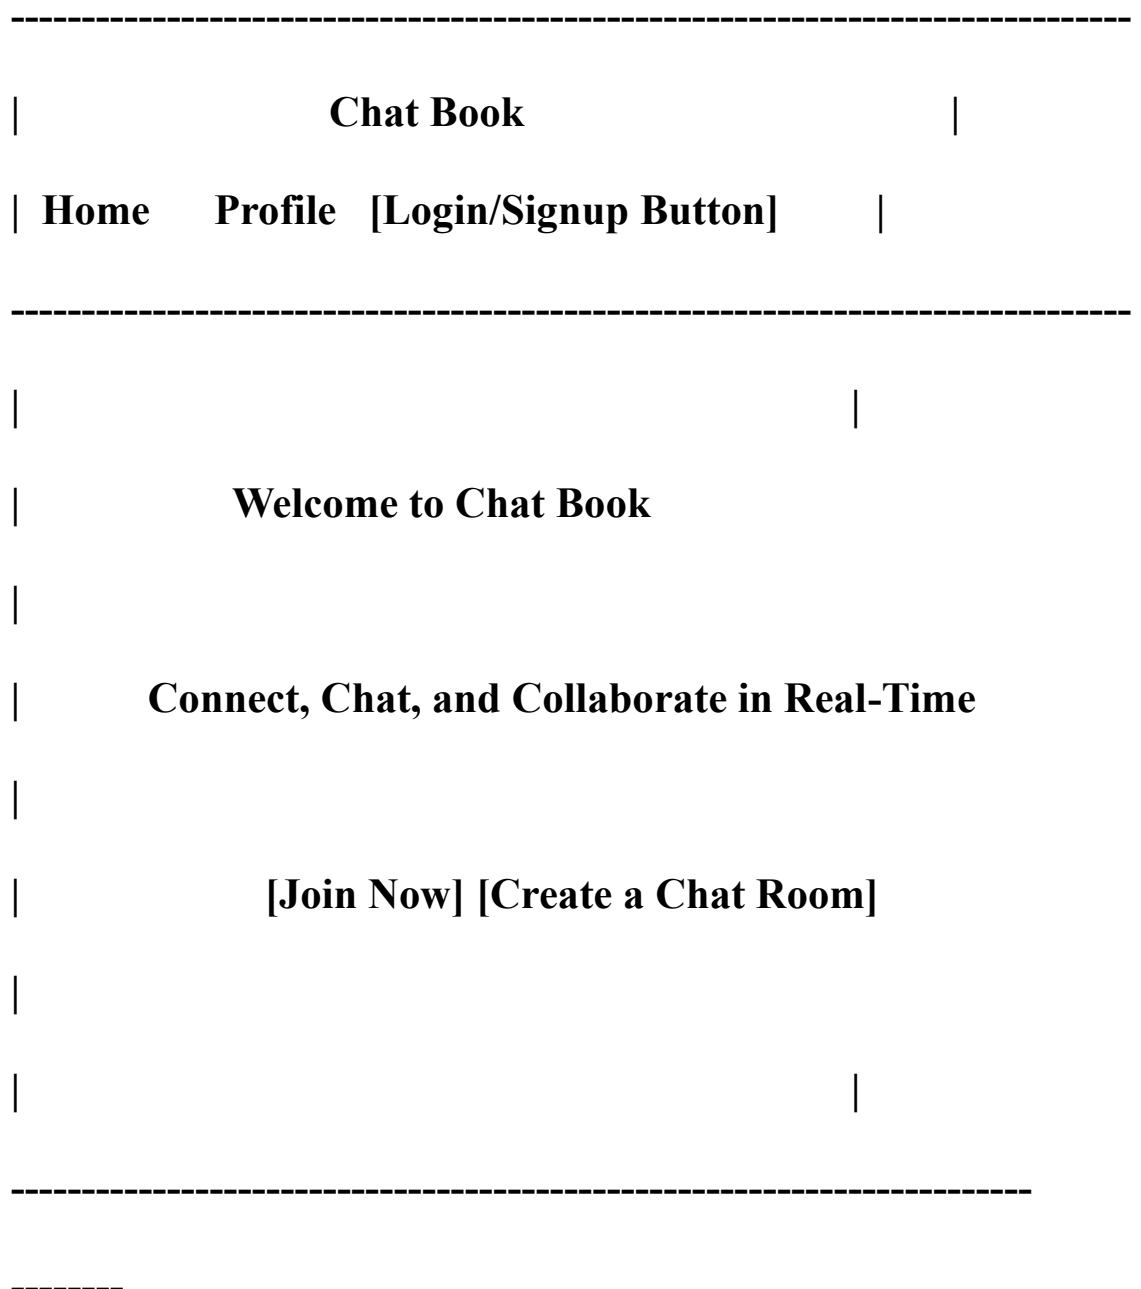 --------------------------------------------------------------------------------
| Chat Book |
| Home Profile [Login/Signup Button] |
--------------------------------------------------------------------------------
| |
| Welcome to Chat Book
|
| Connect, Chat, and Collaborate in Real-Time
|
| [Join Now] [Create a Chat Room]
|
| |
-------------------------------------------------------------------------
--------